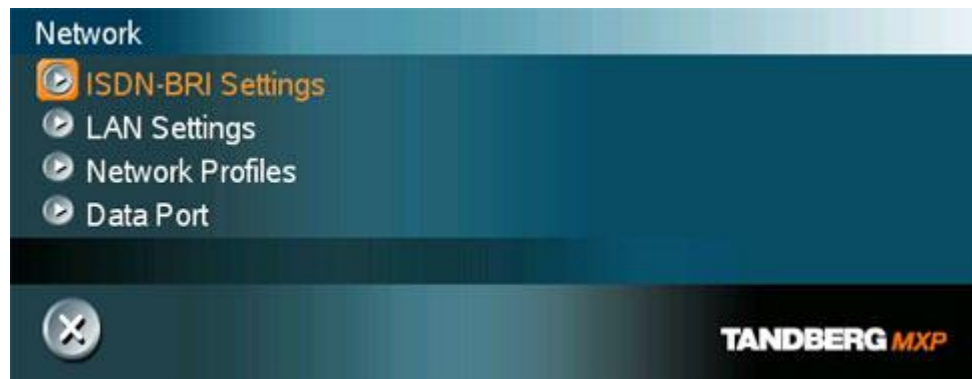 Network
ISDN-BRI Settings
LAN Settings
Network Profiles
Data Port
TANDBERG MXP